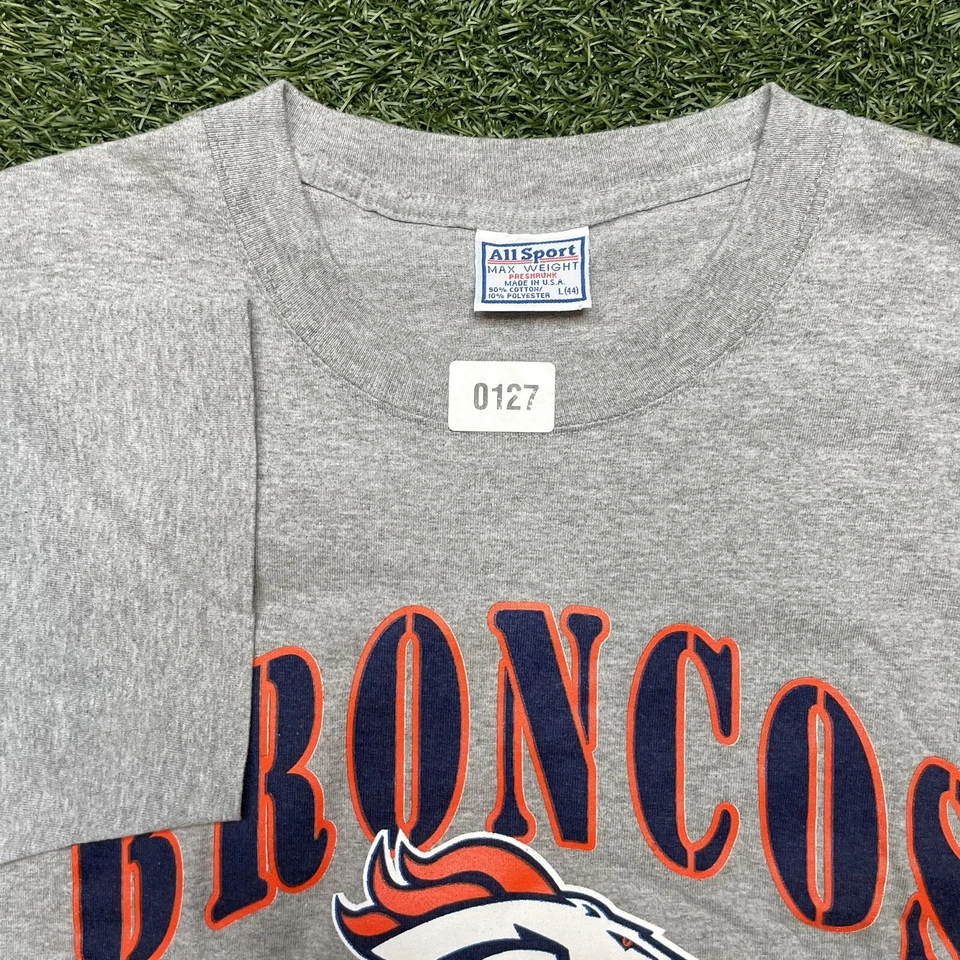 All Sport
MAX WEIGHT
PRESHRUNK
MADE IN U.S.A.
90% COTTON/
10% POLYESTER L(44)
0127
BRONCOS